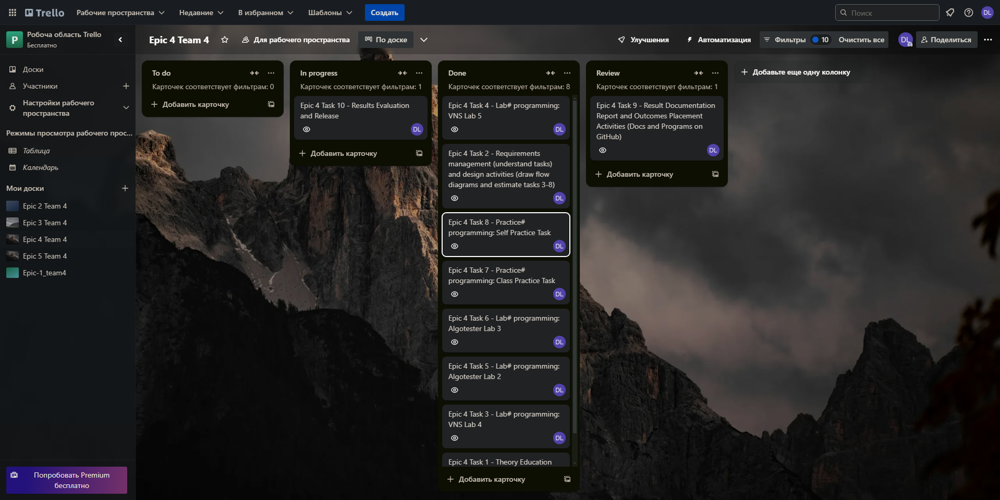 Trello
Рабочие пространства
Недавние
В избранном
Шаблоны
Создать
Поиск
DL
P
Робоча область Trello
Бесплатно
Epic 4 Team 4
Для рабочего пространства
По доске
Улучшения
Автоматизация
Фильтры
10
Очистить все
DL
Поделиться
Доски
Участники
Настройки рабочего
пространства
Режимы просмотра рабочего прос...
Таблица
Календарь
Мои доски
Epic 2 Team 4
Epic 3 Team 4
Epic 4 Team 4
Epic 5 Team 4
Epic-1_team4
Попробовать Premium
бесплатно
To do
Карточек соответствует фильтрам: 0
Добавить карточку
In progress
Карточек соответствует фильтрам: 1
Epic 4 Task 10 - Results Evaluation
and Release
DL
Добавить карточку
Done
Карточек соответствует фильтрам: 8
Epic 4 Task 4 - Lab# programming:
VNS Lab 5
DL
Epic 4 Task 2 - Requirements
management (understand tasks)
and design activities (draw flow
diagrams and estimate tasks 3-8)
DL
Epic 4 Task 8 - Practice#
programming: Self Practice Task
DL
Epic 4 Task 7 - Practice#
programming: Class Practice Task
DL
Epic 4 Task 6 - Lab# programming:
Algotester Lab 3
DL
Epic 4 Task 5 - Lab# programming:
Algotester Lab 2
DL
Epic 4 Task 3 - Lab# programming:
VNS Lab 4
DL
Epic 4 Task 1 - Theory Education
Добавить карточку
Review
Карточек соответствует фильтрам: 1
Epic 4 Task 9 - Result Documentation
Report and Outcomes Placement
Activities (Docs and Programs on
GitHub)
DL
Добавить карточку
Добавьте еще одну колонку